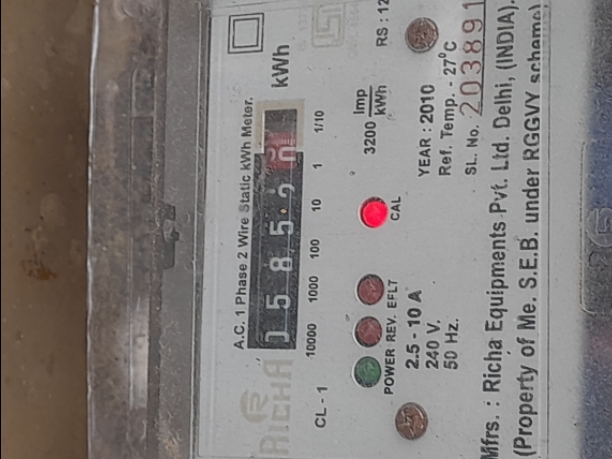 A.C. 1 Phase 2 Wire Static kWh Meter.
RICHA
0 5 8 5
kWh
10000 1000 100 10 1 1/10
CL - 1
3200 Imp/kWh
RS : 12
CAL
POWER REV. EFLT
2.5 - 10 A
240 V.
50 Hz.
YEAR : 2010
Ref. Temp. - 27°C
SL. No. 203891
Mfrs. : Richa Equipments Pvt. Ltd. Delhi, (INDIA).
(Property of Me. S.E.B. under RGGVY scheme)